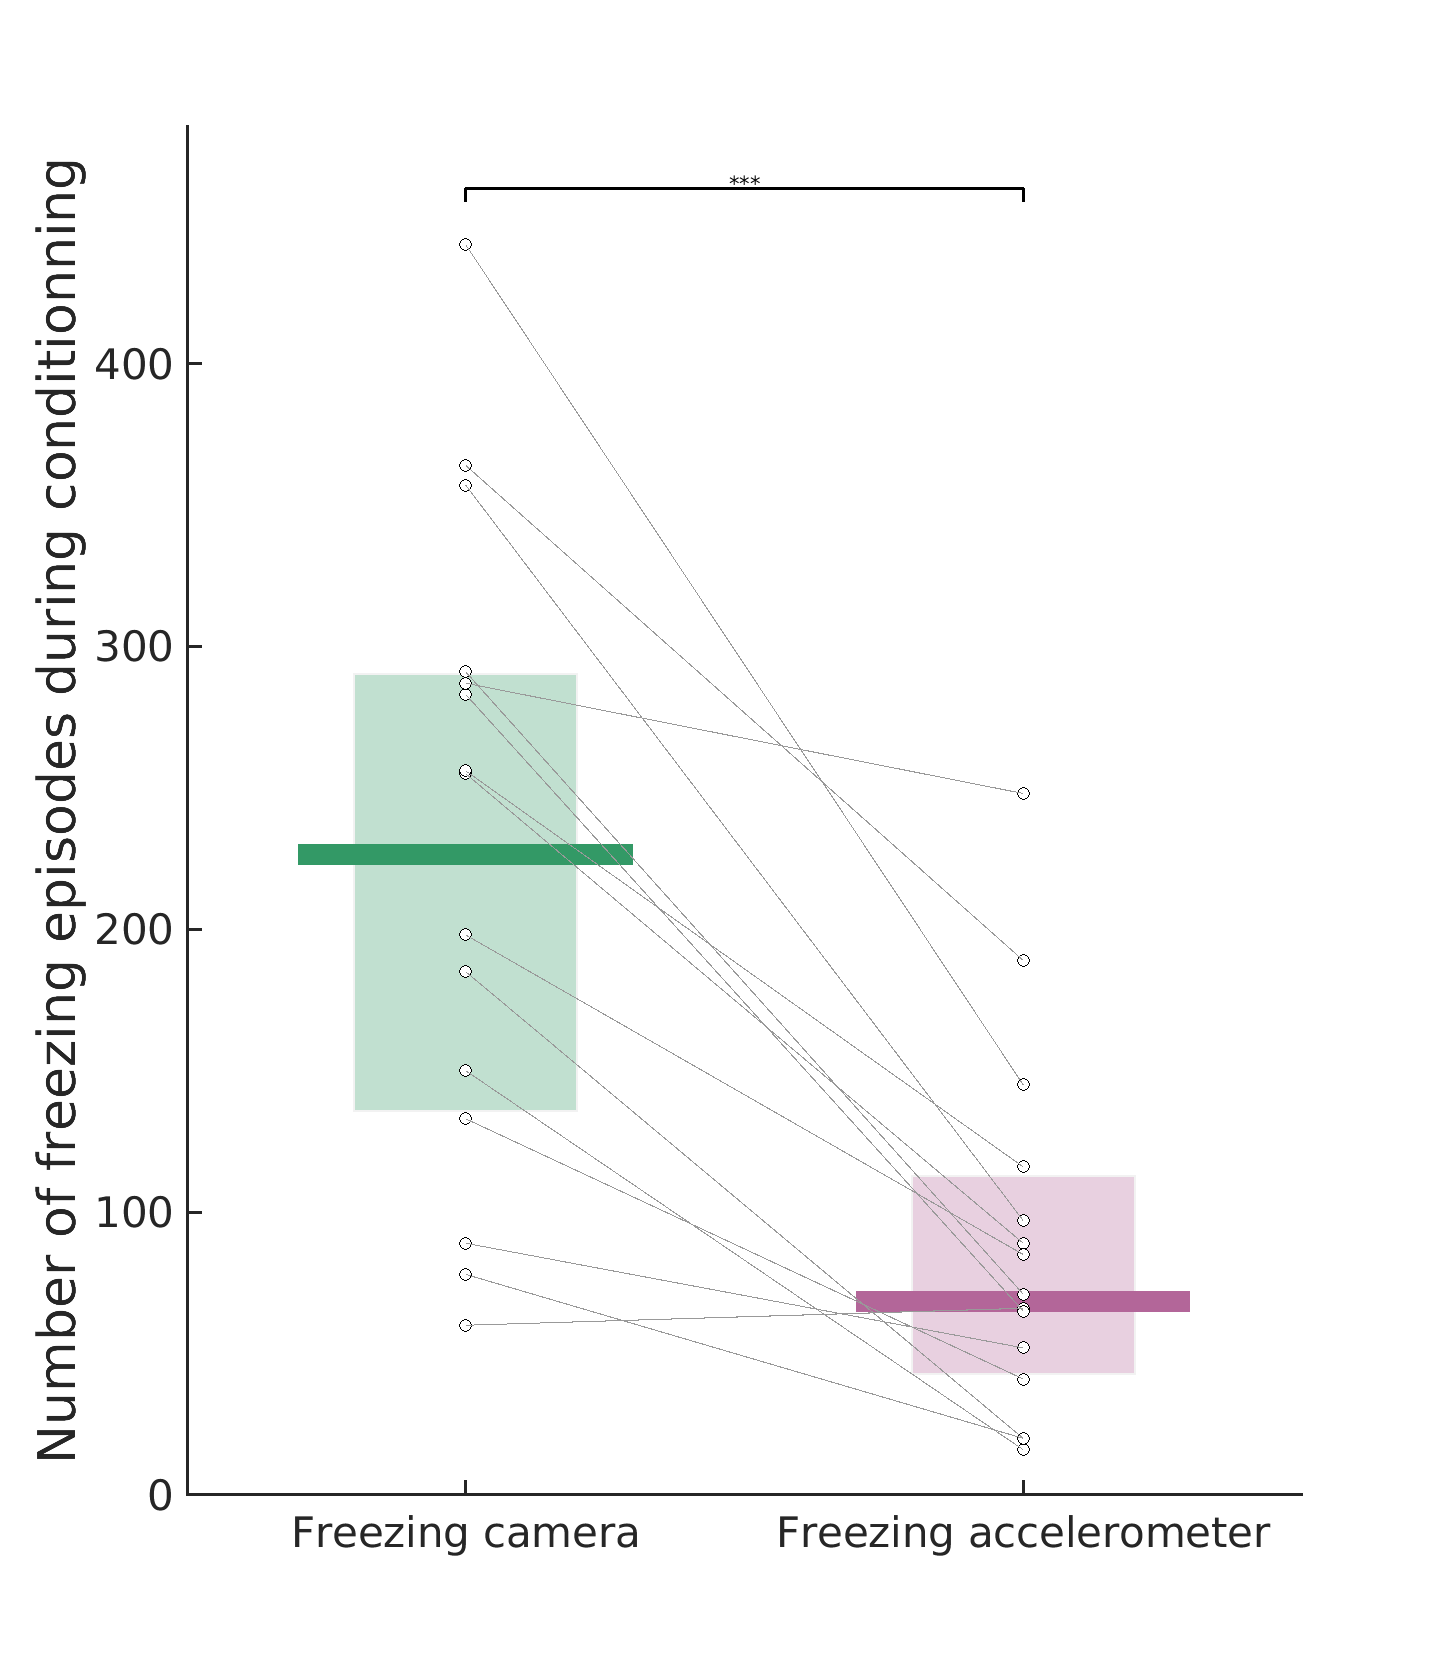 Number of freezing episodes during conditionning
***
400
300
200
100
0
Freezing camera
Freezing accelerometer